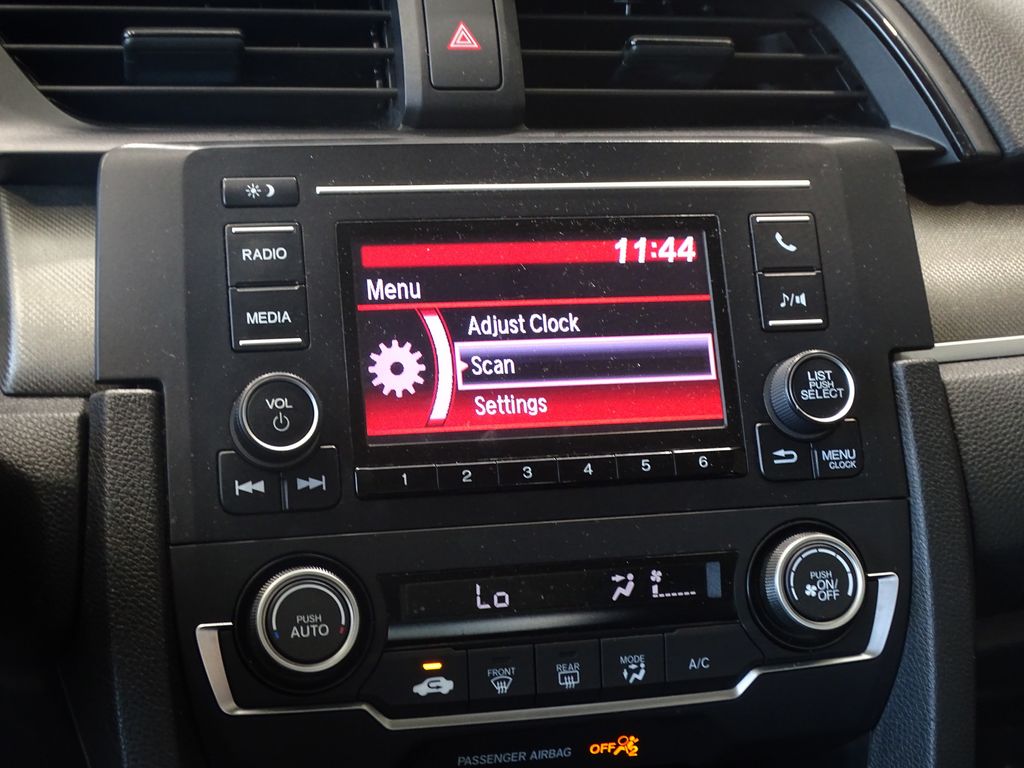 RADIO
MEDIA
VOL
11:44
Menu
Adjust Clock
Scan
Settings
1 2 3 4 5 6
LIST
PUSH
SELECT
MENU
CLOCK
PUSH
AUTO
Lo
PUSH
ON/
OFF
FRONT
REAR
MODE
A/C
PASSENGER AIRBAG OFF